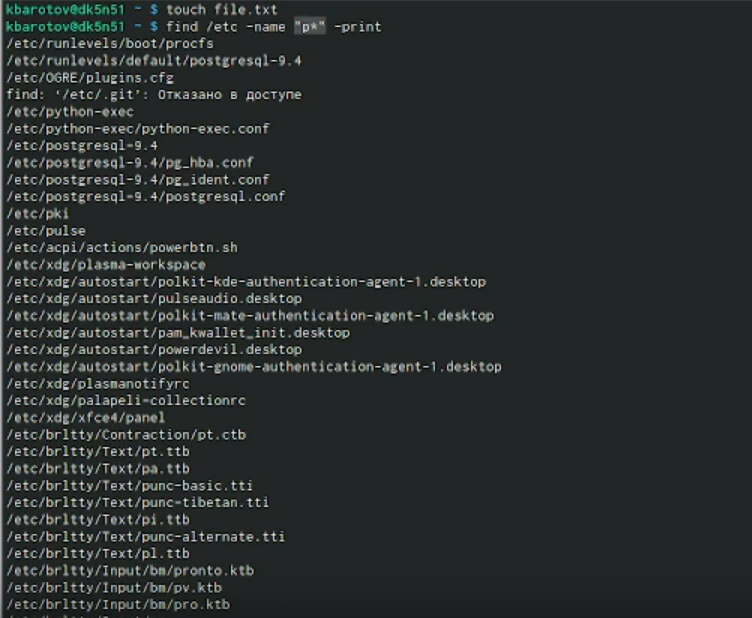 kbarotov@dk5n51 ~ $ touch file.txt
kbarotov@dk5n51 ~ $ find /etc -name "p*" -print
/etc/runlevels/boot/procfs
/etc/runlevels/default/postgresql-9.4
/etc/OGRE/plugins.cfg
find: ‘/etc/.git’: Отказано в доступе
/etc/python-exec
/etc/python-exec/python-exec.conf
/etc/postgresql-9.4
/etc/postgresql-9.4/pg_hba.conf
/etc/postgresql-9.4/pg_ident.conf
/etc/postgresql-9.4/postgresql.conf
/etc/pki
/etc/pulse
/etc/acpi/actions/powerbtn.sh
/etc/xdg/plasma-workspace
/etc/xdg/autostart/polkit-kde-authentication-agent-1.desktop
/etc/xdg/autostart/pulseaudio.desktop
/etc/xdg/autostart/polkit-mate-authentication-agent-1.desktop
/etc/xdg/autostart/pam_kwallet_init.desktop
/etc/xdg/autostart/powerdevil.desktop
/etc/xdg/autostart/polkit-gnome-authentication-agent-1.desktop
/etc/xdg/plasmanotifyrc
/etc/xdg/palapeli-collectionrc
/etc/xdg/xfce4/panel
/etc/brltty/Contraction/pt.ctb
/etc/brltty/Text/pt.ttb
/etc/brltty/Text/pa.ttb
/etc/brltty/Text/punc-basic.tti
/etc/brltty/Text/punc-tibetan.tti
/etc/brltty/Text/pi.ttb
/etc/brltty/Text/punc-alternate.tti
/etc/brltty/Text/pl.ttb
/etc/brltty/Input/bm/pronto.ktb
/etc/brltty/Input/bm/pv.ktb
/etc/brltty/Input/bm/pro.ktb